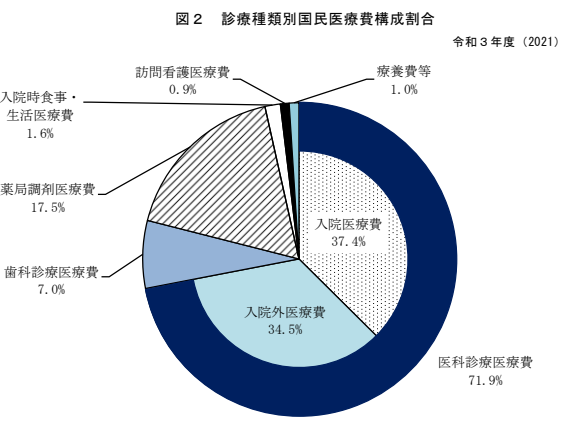 図２　診療種類別国民医療費構成割合
令和３年度（2021）
訪問看護医療費
0.9%
療養費等
1.0%
入院時食事・
生活医療費
1.6%
薬局調剤医療費
17.5%
入院医療費
37.4%
歯科診療医療費
7.0%
入院外医療費
34.5%
医科診療医療費
71.9%